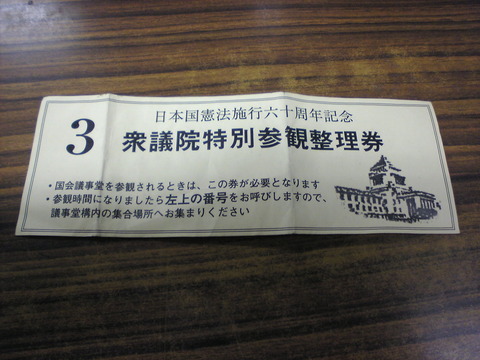 日本国憲法施行六十周年記念
3
衆議院特別参観整理券
・国会議事堂を参観されるときは、この券が必要となります
・参観時間になりましたら左上の番号をお呼びしますので、
議事堂構内の集合場所へお集まりください